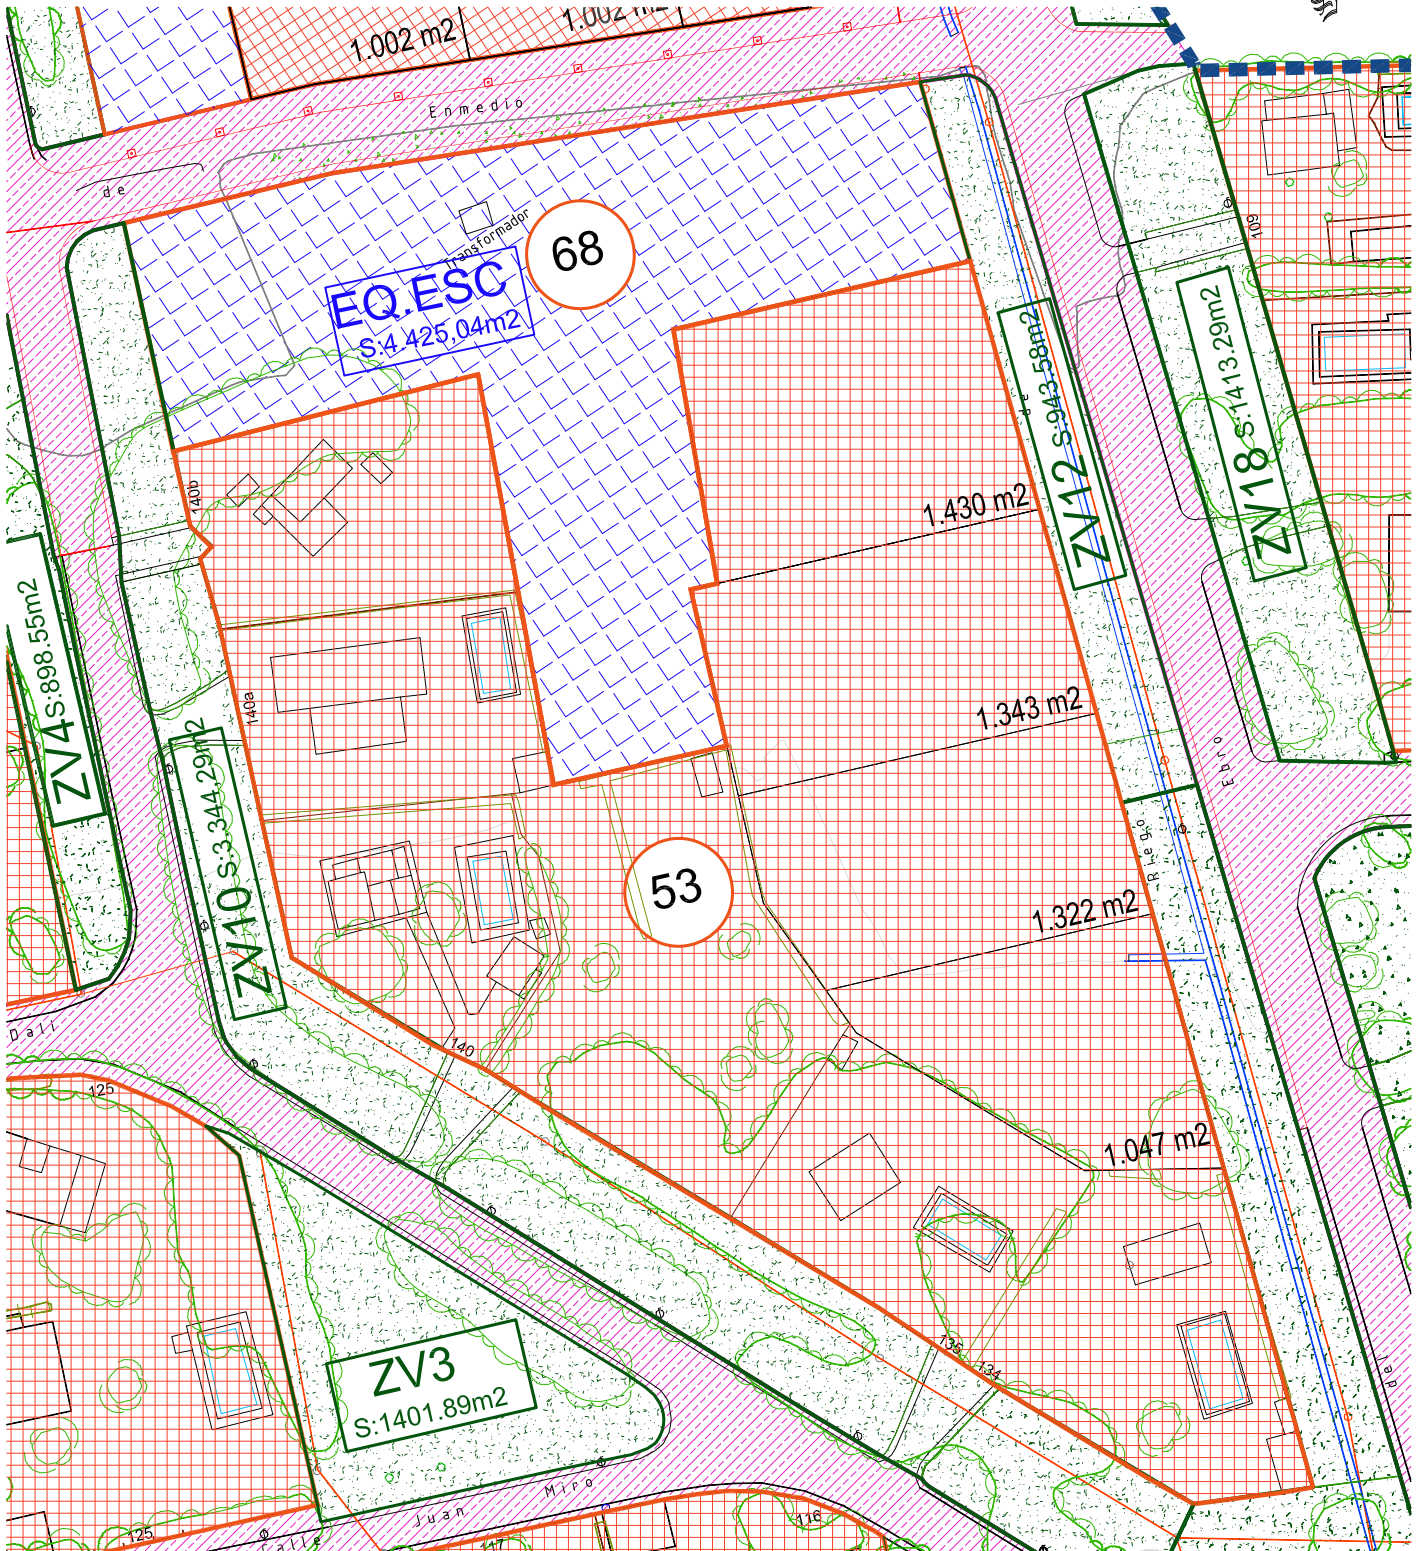 1.002 m2
1.002 m2
Enmedio
de
Transformador
68
EQ.ESC
S:4.425,04m2
109
ZV12 S:943.58m2
de
ZV18 S:1413.29m2
140b
1.430 m2
ZV4 S:898.55m2
140a
1.343 m2
Ebro
ZV10 S:3.344,29m2
Riego
53
1.322 m2
Dali
140
125
1.047 m2
ZV3
S:1401.89m2
135
134
del
Juan Miro
Calle
125
117
116